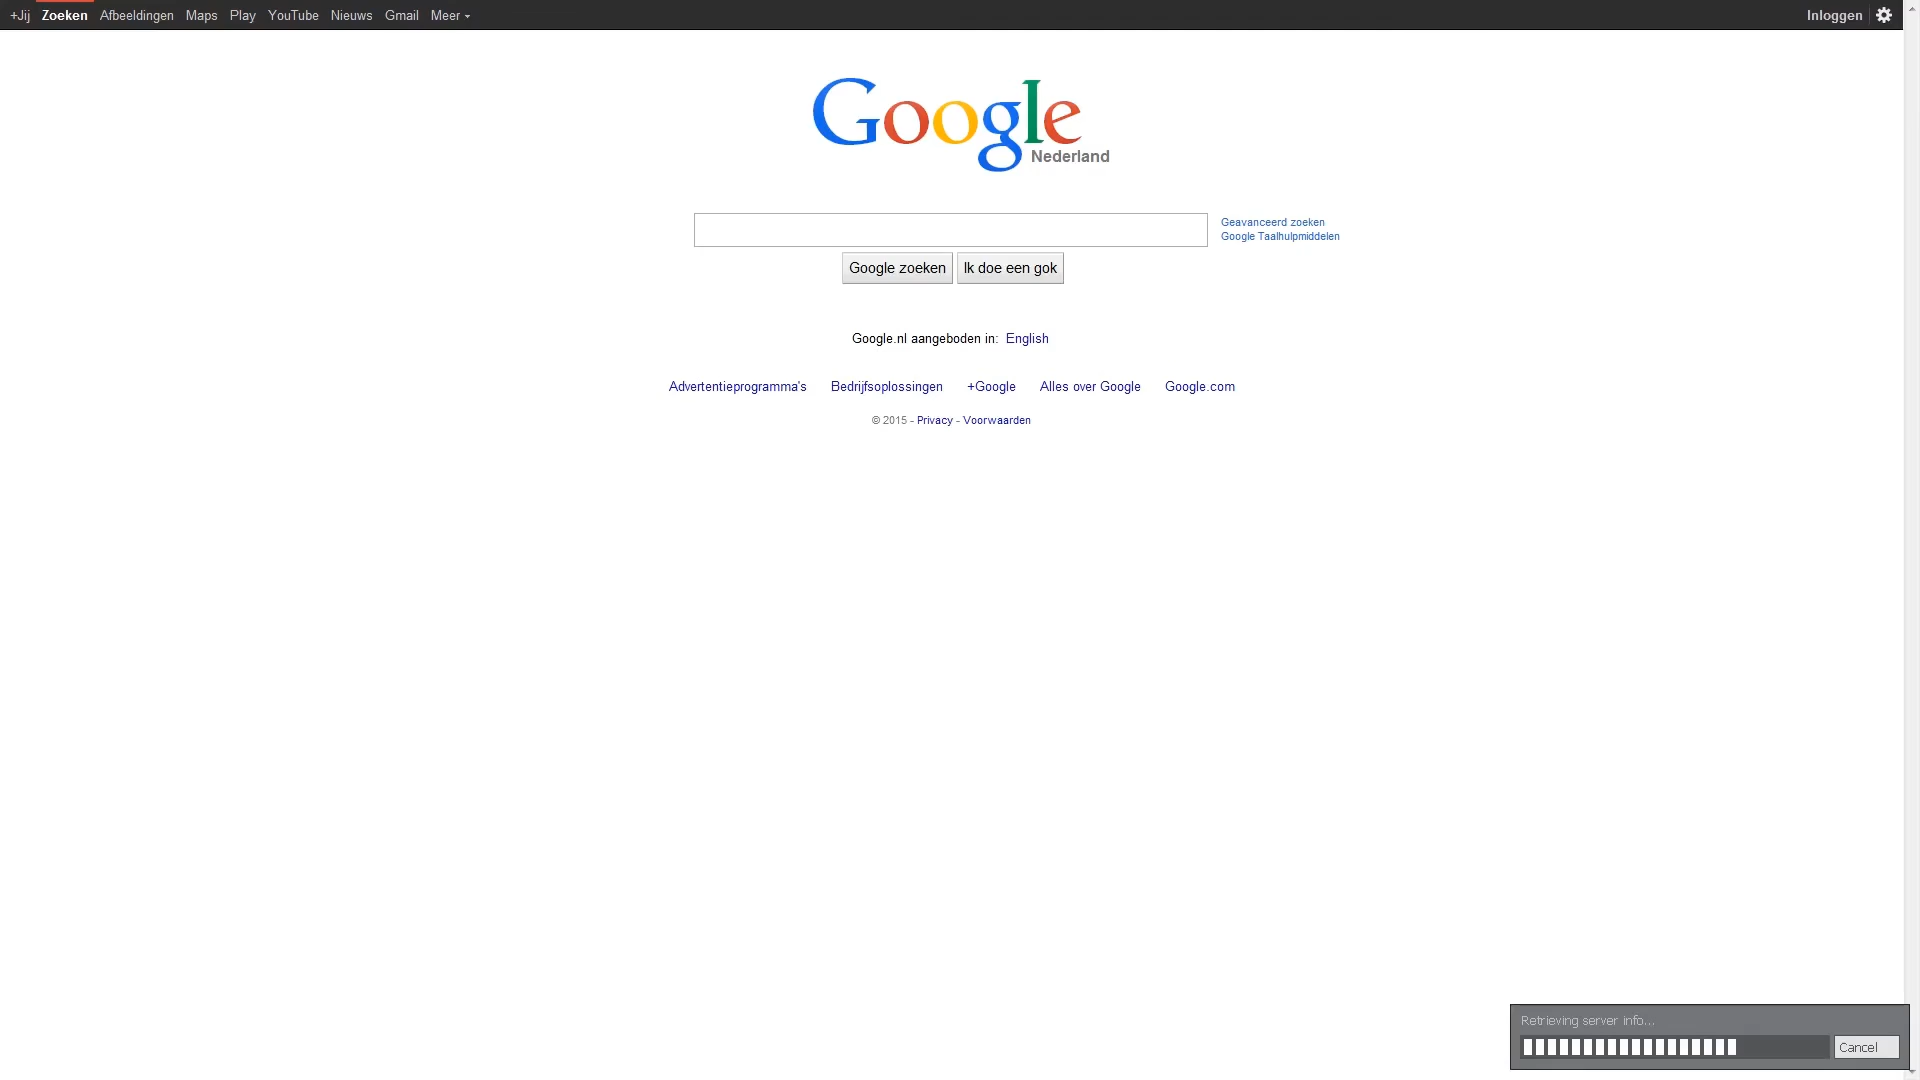 +Jij Zoeken Afbeeldingen Maps Play YouTube Nieuws Gmail Meer Inloggen
Google
Nederland
Geavanceerd zoeken
Google Taalhulpmiddelen
Google zoeken Ik doe een gok
Google.nl aangeboden in: English
Advertentieprogramma's Bedrijfsoplossingen +Google Alles over Google Google.com
© 2015 - Privacy - Voorwaarden
Retrieving server info...
Cancel